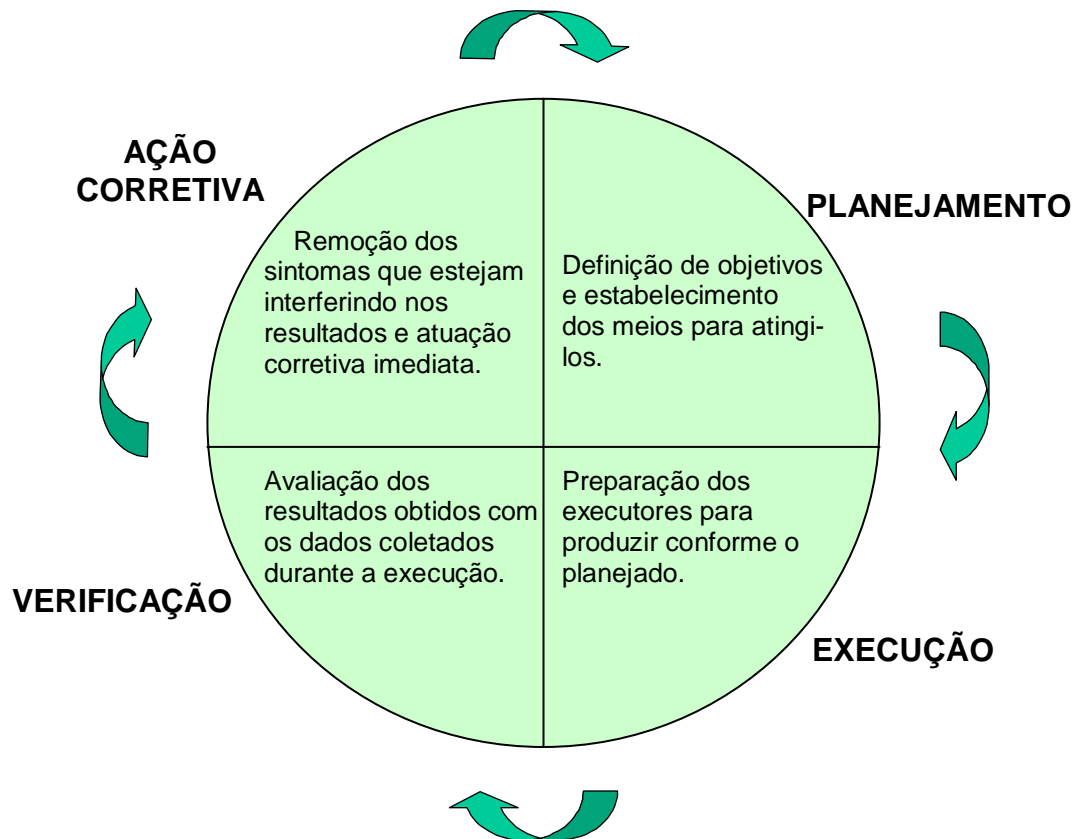 AÇÃO
CORRETIVA
PLANEJAMENTO
Remoção dos
sintomas que estejam
interferindo nos
resultados e atuação
corretiva imediata.
Definição de objetivos
e estabelecimento
dos meios para atingi-
los.
Avaliação dos
resultados obtidos com
os dados coletados
durante a execução.
Preparação dos
executores para
produzir conforme o
planejado.
VERIFICAÇÃO
EXECUÇÃO